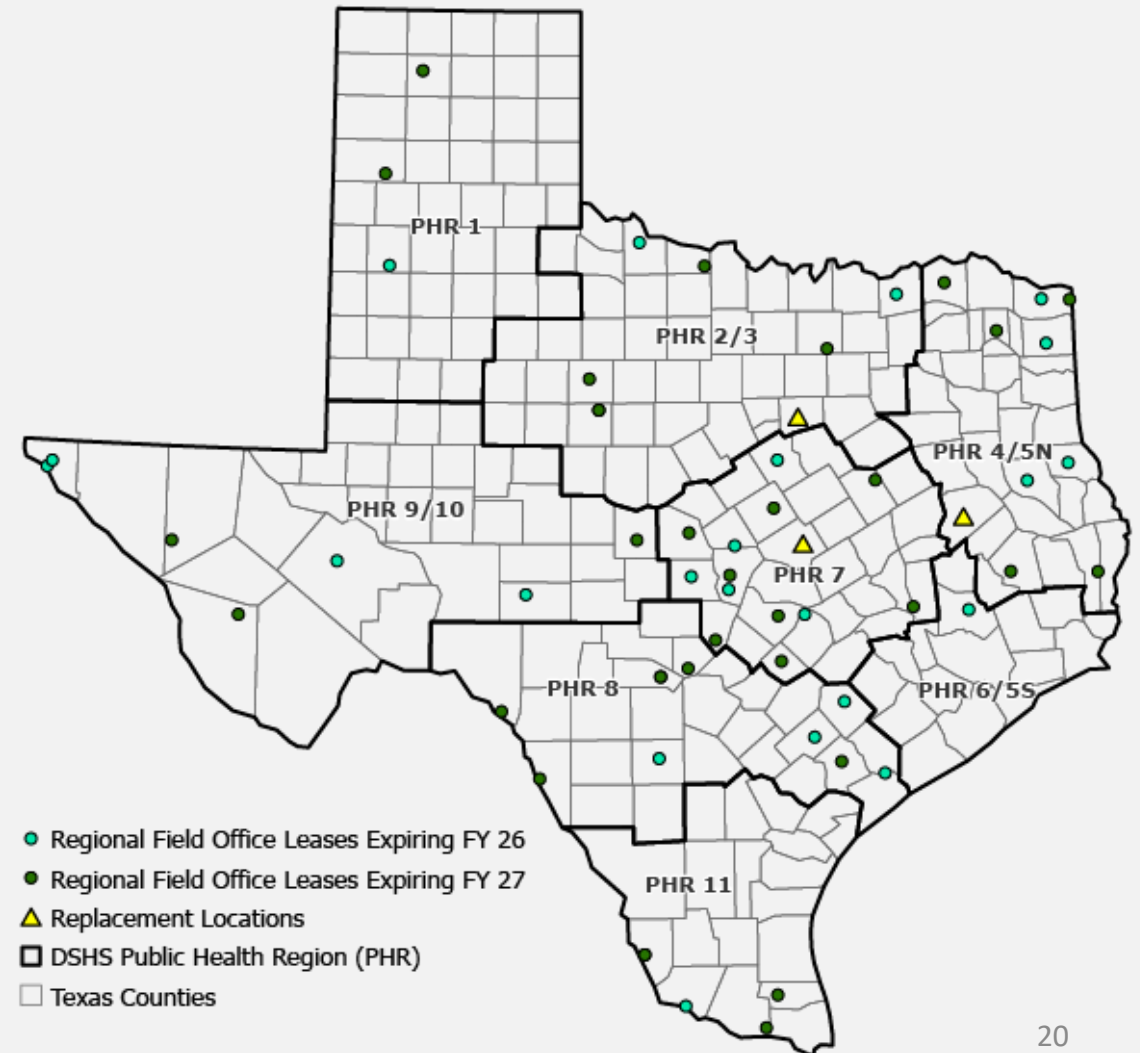 PHR 1
PHR 2/3
PHR 4/5N
PHR 9/10
PHR 7
PHR 8
PHR 6/5S
PHR 11
Regional Field Office Leases Expiring FY 26
Regional Field Office Leases Expiring FY 27
Replacement Locations
DSHS Public Health Region (PHR)
Texas Counties
20